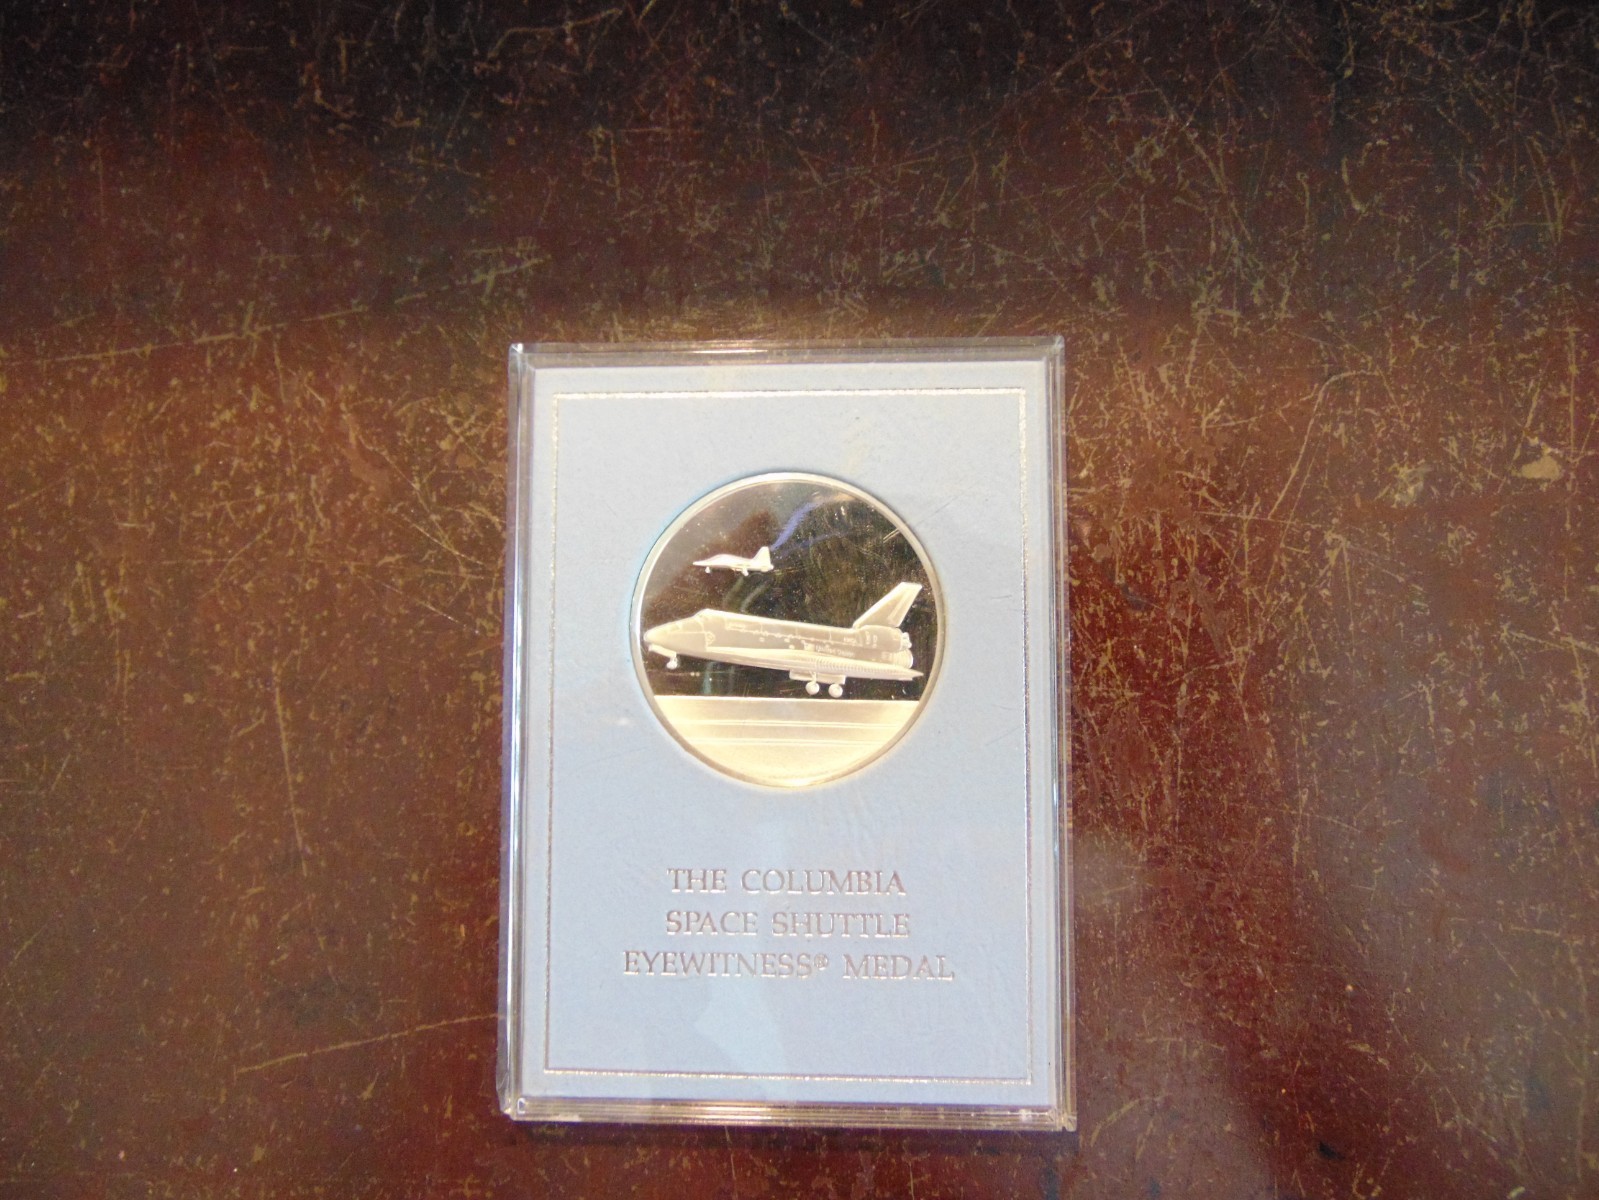 THE COLUMBIA
SPACE SHUTTLE
EYEWITNESS® MEDAL